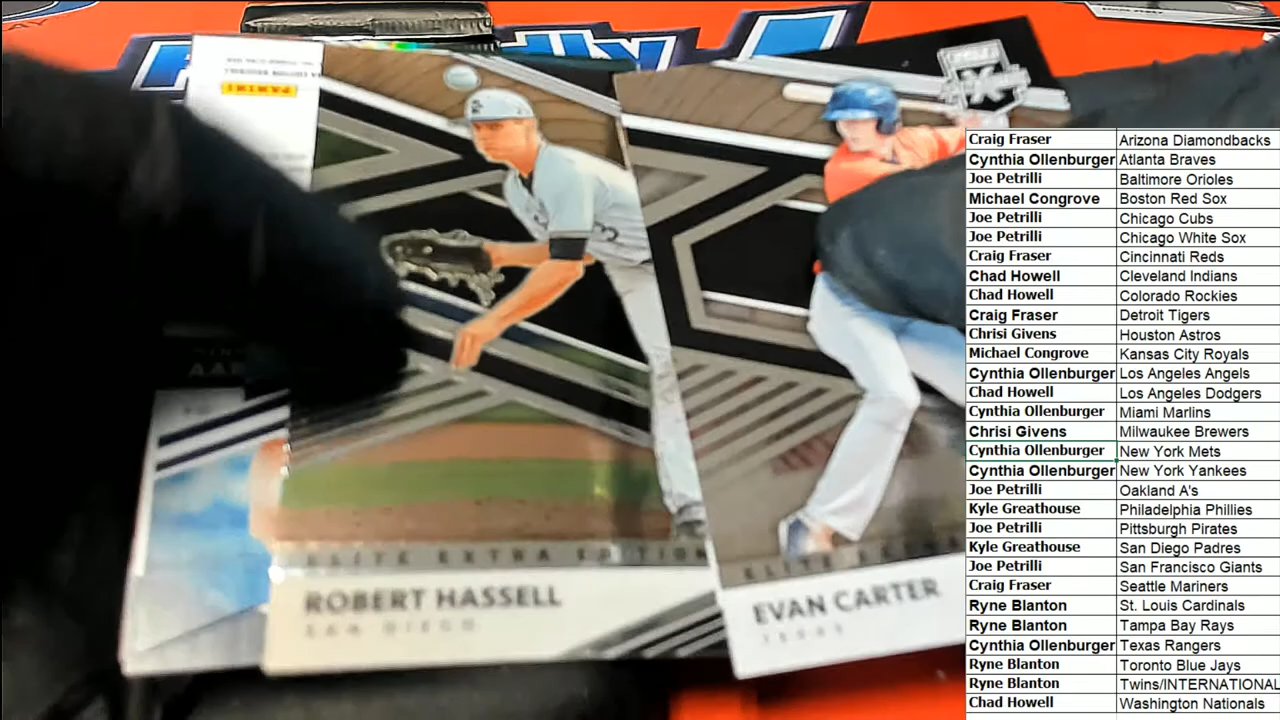 PANINI
ELITE EXTRA EDITION
ROBERT HASSELL
SAN DIEGO
EVAN CARTER
TEXAS
Craig Fraser Arizona Diamondbacks
Cynthia Ollenburger Atlanta Braves
Joe Petrilli Baltimore Orioles
Michael Congrove Boston Red Sox
Joe Petrilli Chicago Cubs
Joe Petrilli Chicago White Sox
Craig Fraser Cincinnati Reds
Chad Howell Cleveland Indians
Chad Howell Colorado Rockies
Craig Fraser Detroit Tigers
Chrisi Givens Houston Astros
Michael Congrove Kansas City Royals
Cynthia Ollenburger Los Angeles Angels
Chad Howell Los Angeles Dodgers
Cynthia Ollenburger Miami Marlins
Chrisi Givens Milwaukee Brewers
Cynthia Ollenburger New York Mets
Cynthia Ollenburger New York Yankees
Joe Petrilli Oakland A's
Kyle Greathouse Philadelphia Phillies
Joe Petrilli Pittsburgh Pirates
Kyle Greathouse San Diego Padres
Joe Petrilli San Francisco Giants
Craig Fraser Seattle Mariners
Ryne Blanton St. Louis Cardinals
Ryne Blanton Tampa Bay Rays
Cynthia Ollenburger Texas Rangers
Ryne Blanton Toronto Blue Jays
Ryne Blanton Twins/INTERNATIONAL
Chad Howell Washington Nationals